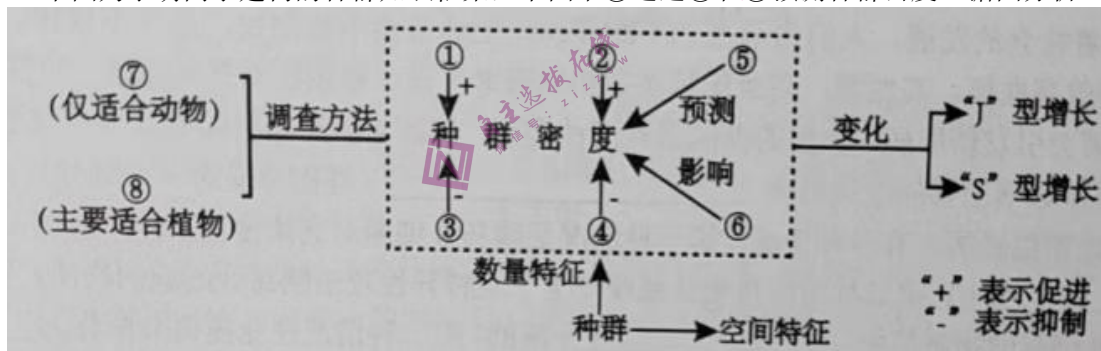 ⑦
(仅适合动物)
调查方法
⑧
(主要适合植物)
① ② ⑤
+ +
预测
种 群 密 度
影响
- -
③ ④ ⑥
变化
“J” 型增长
“S” 型增长
数量特征
种群 空间特征
“+” 表示促进
“-” 表示抑制